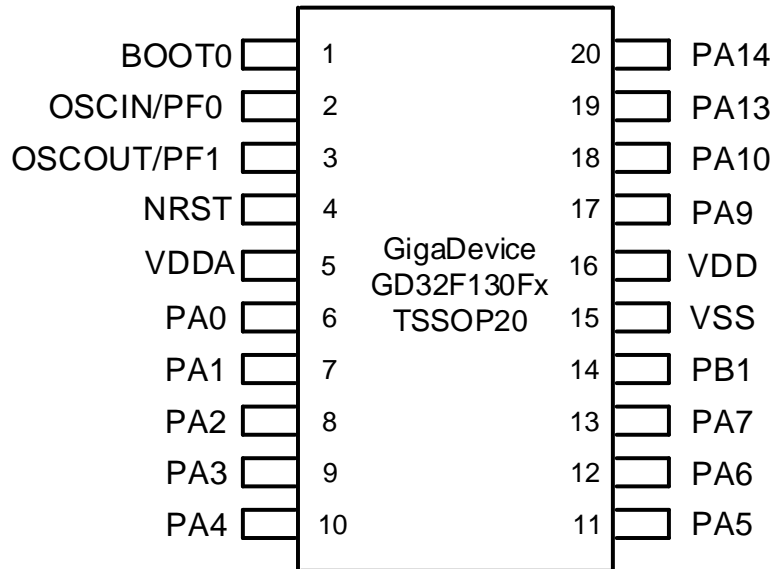 BOOT0 1 20 PA14
OSCIN/PF0 2 19 PA13
OSCOUT/PF1 3 18 PA10
NRST 4 17 PA9
VDDA 5 GigaDevice 16 VDD
GD32F130Fx
PA0 6 TSSOP20 15 VSS
PA1 7 14 PB1
PA2 8 13 PA7
PA3 9 12 PA6
PA4 10 11 PA5